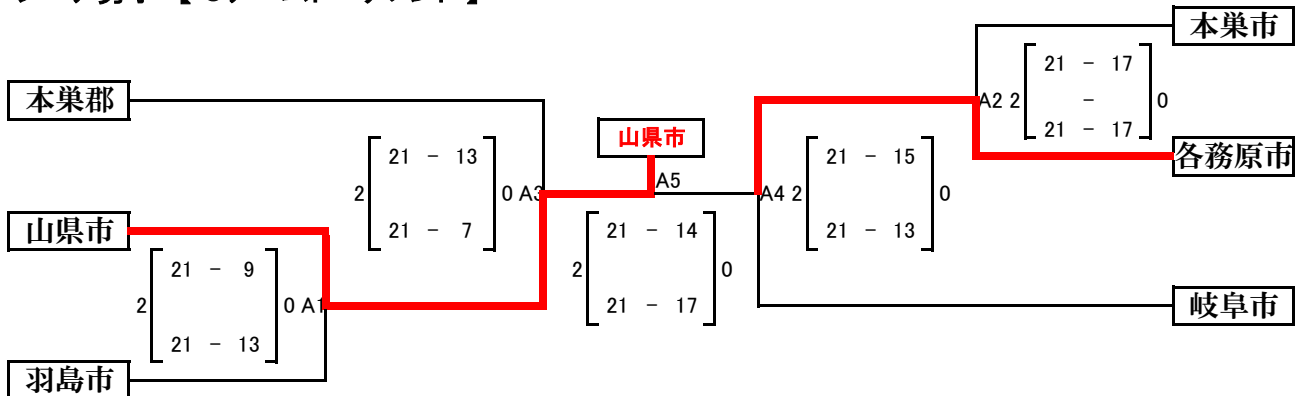 本巣市
21 - 17
A2 2 - 0
21 - 17
各務原市
本巣郡
21 - 13
2 0 A3
21 - 7
山県市
A5
21 - 14
2 0
21 - 17
21 - 15
A4 2 0
21 - 13
山県市
21 - 9
2 0 A1
21 - 13
羽島市
岐阜市